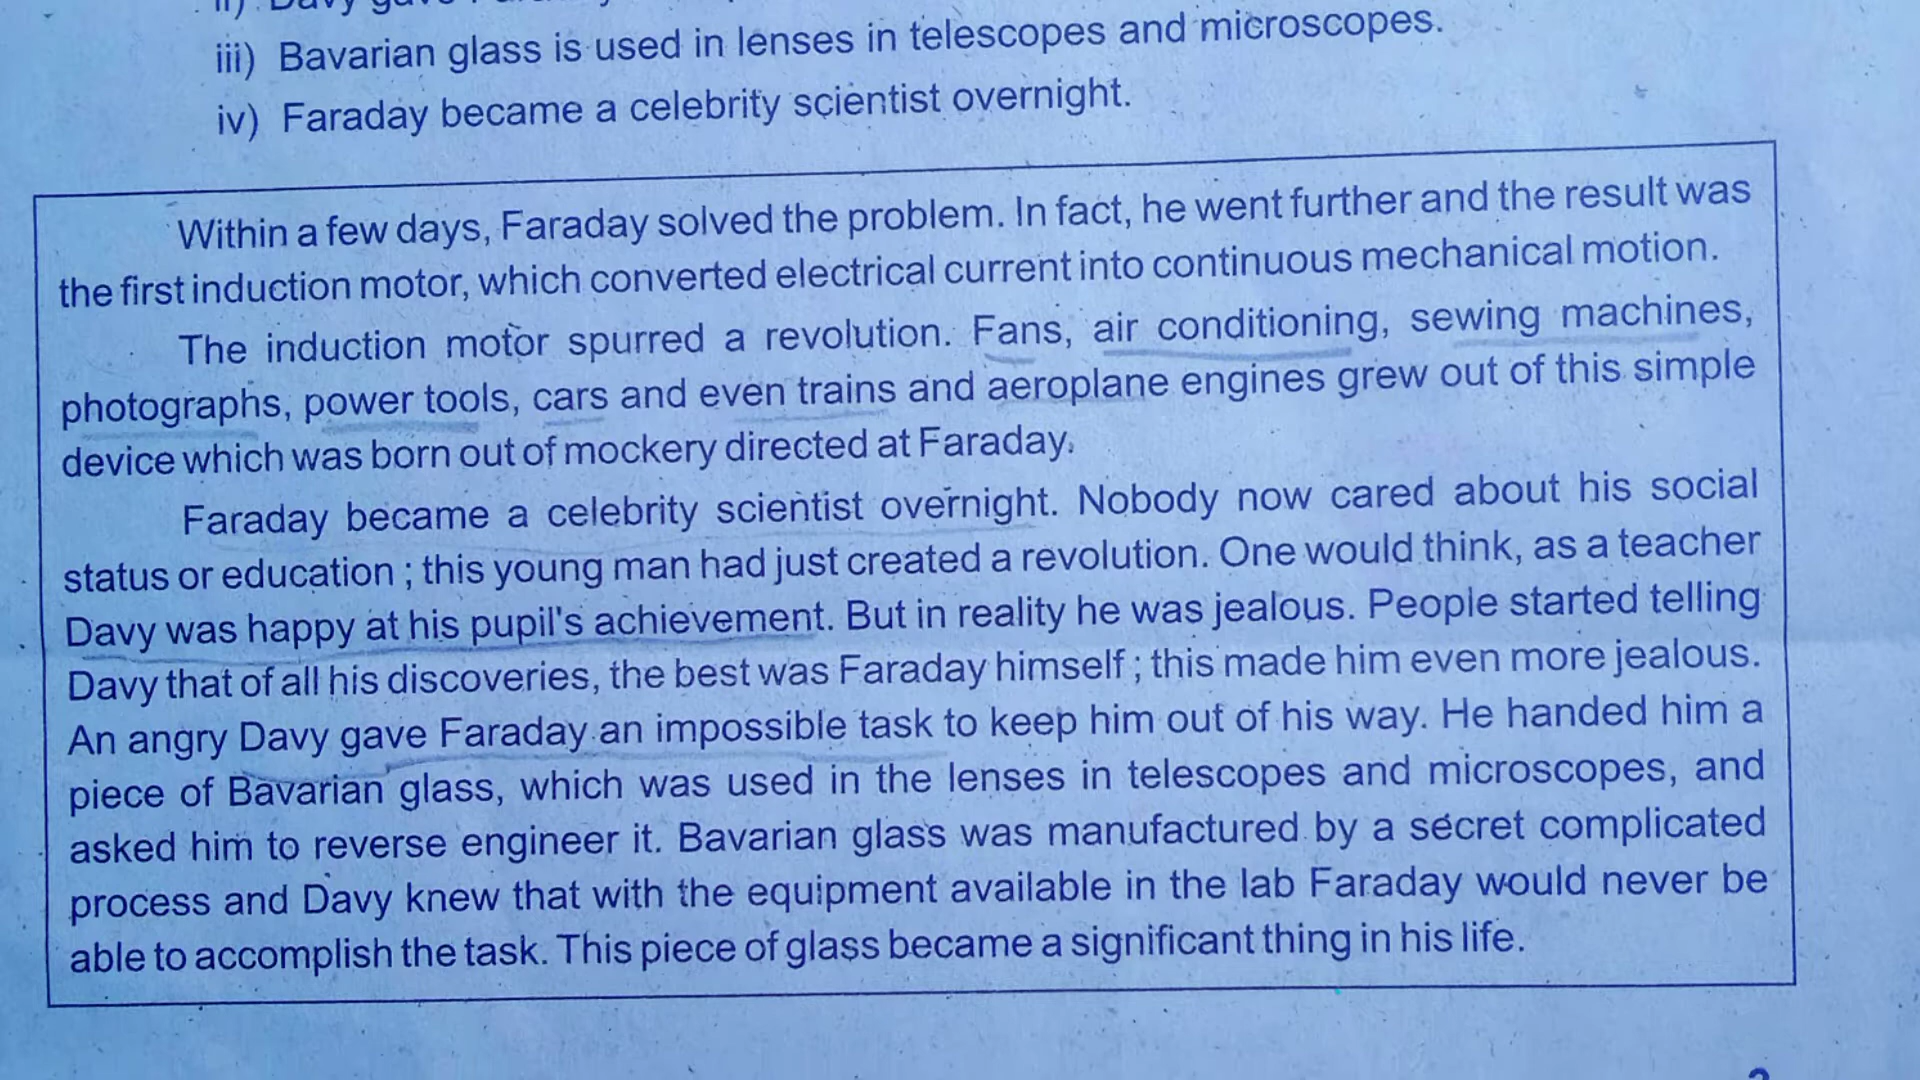 ii) Davy gave
iii) Bavarian glass is used in lenses in telescopes and microscopes.
iv) Faraday became a celebrity scientist overnight.
Within a few days, Faraday solved the problem. In fact, he went further and the result was
the first induction motor, which converted electrical current into continuous mechanical motion.
The induction motor spurred a revolution. Fans, air conditioning, sewing machines,
photographs, power tools, cars and even trains and aeroplane engines grew out of this simple
device which was born out of mockery directed at Faraday.
Faraday became a celebrity scientist overnight. Nobody now cared about his social
status or education ; this young man had just created a revolution. One would think, as a teacher
Davy was happy at his pupil's achievement. But in reality he was jealous. People started telling
Davy that of all his discoveries, the best was Faraday himself ; this made him even more jealous.
An angry Davy gave Faraday an impossible task to keep him out of his way. He handed him a
piece of Bavarian glass, which was used in the lenses in telescopes and microscopes, and
asked him to reverse engineer it. Bavarian glass was manufactured by a secret complicated
process and Davy knew that with the equipment available in the lab Faraday would never be
able to accomplish the task. This piece of glass became a significant thing in his life.